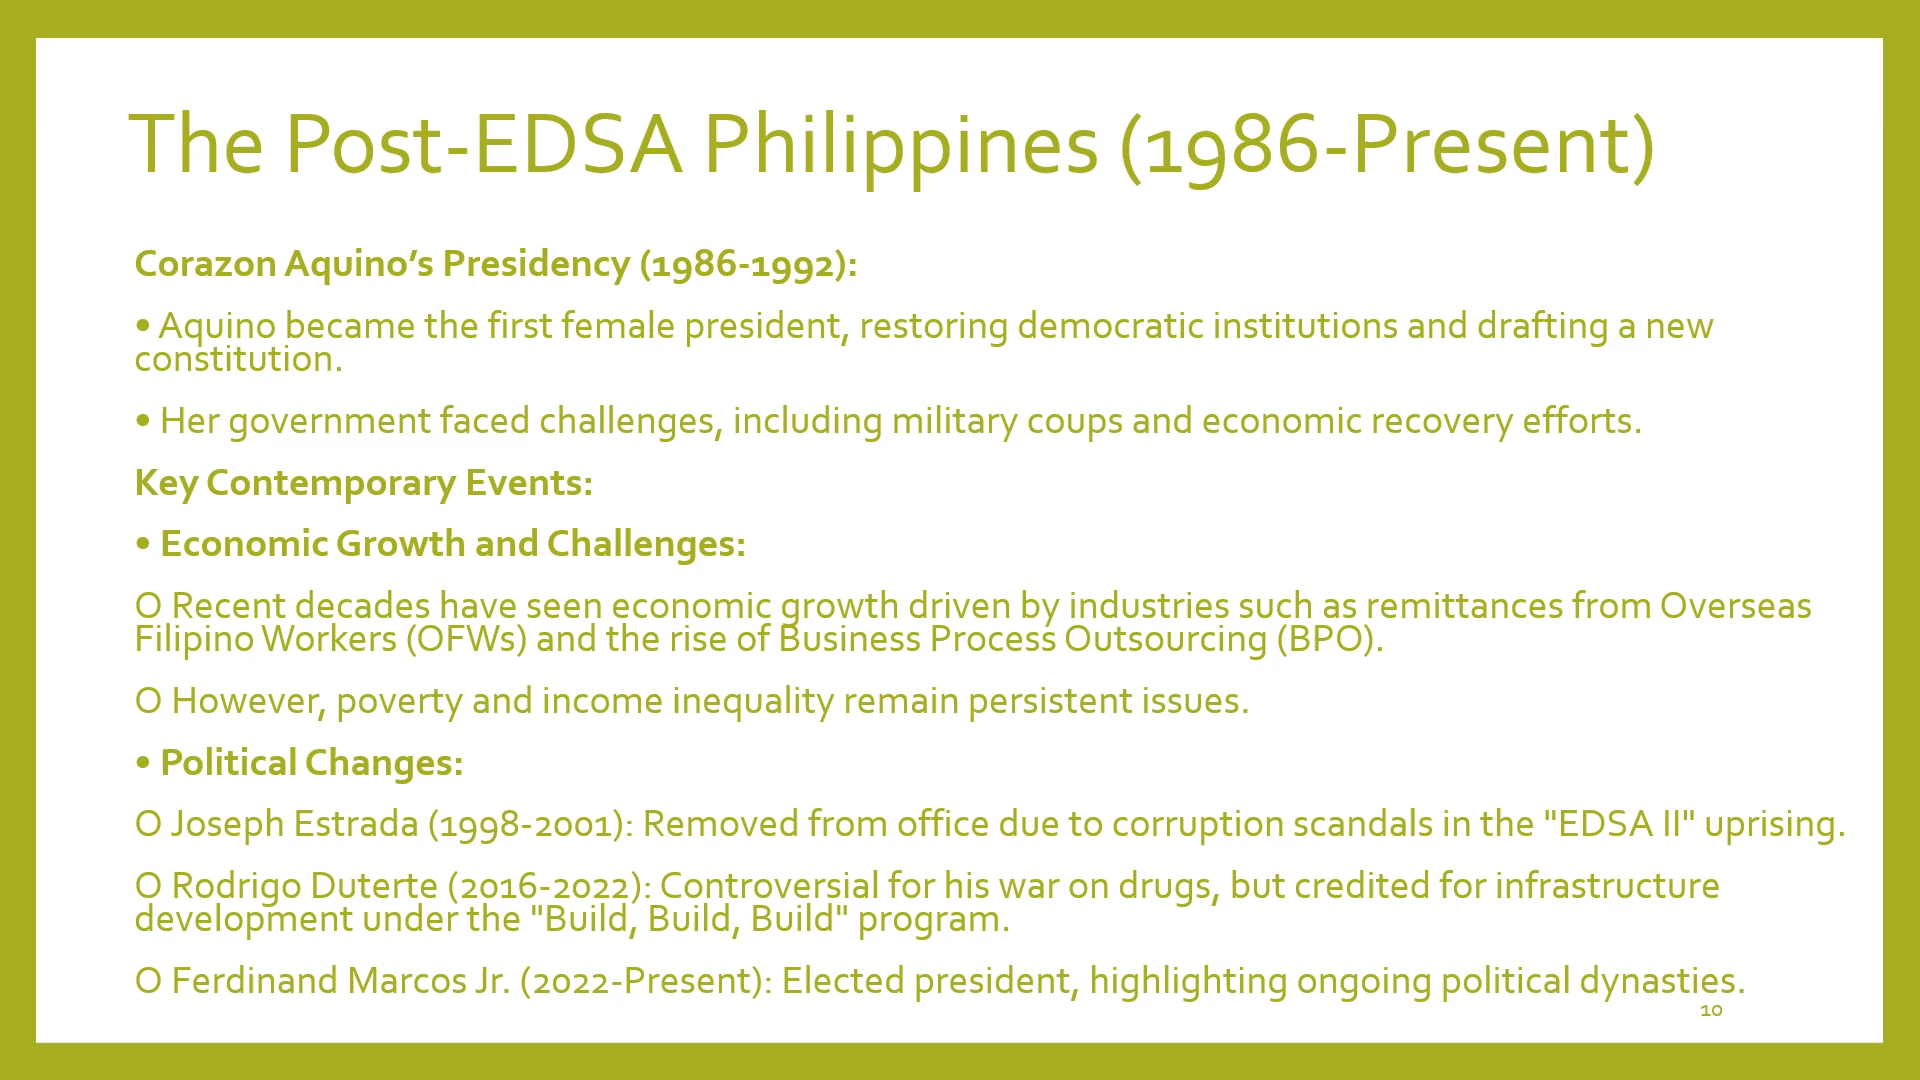 The Post-EDSA Philippines (1986-Present)
Corazon Aquino’s Presidency (1986-1992):
• Aquino became the first female president, restoring democratic institutions and drafting a new
constitution.
• Her government faced challenges, including military coups and economic recovery efforts.
Key Contemporary Events:
• Economic Growth and Challenges:
O Recent decades have seen economic growth driven by industries such as remittances from Overseas
Filipino Workers (OFWs) and the rise of Business Process Outsourcing (BPO).
O However, poverty and income inequality remain persistent issues.
• Political Changes:
O Joseph Estrada (1998-2001): Removed from office due to corruption scandals in the "EDSA II" uprising.
O Rodrigo Duterte (2016-2022): Controversial for his war on drugs, but credited for infrastructure
development under the "Build, Build, Build" program.
O Ferdinand Marcos Jr. (2022-Present): Elected president, highlighting ongoing political dynasties.
10